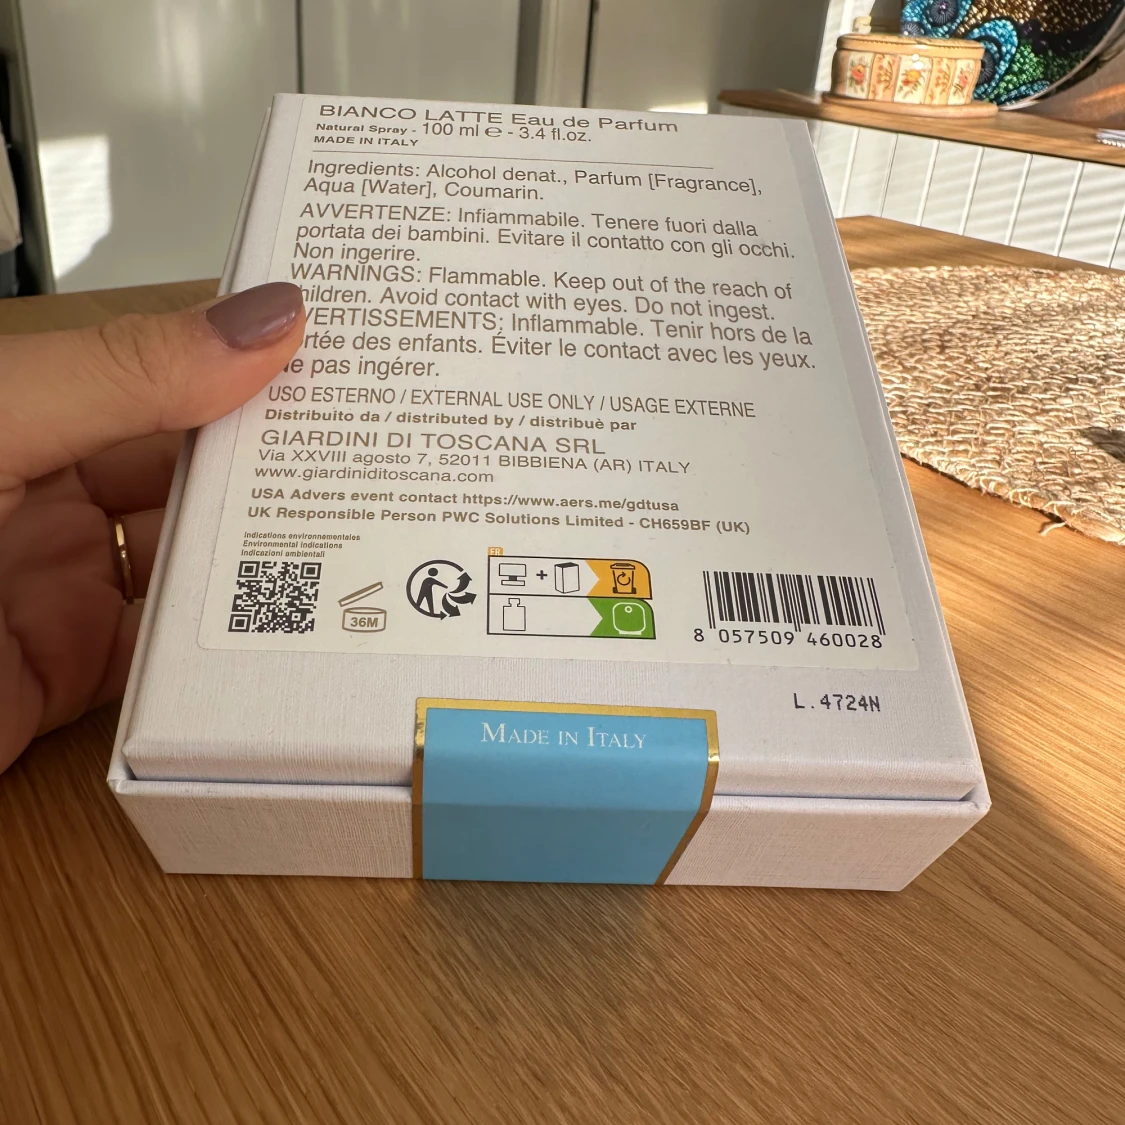 BIANCO LATTE Eau de Parfum
Natural Spray - 100 ml ℮ - 3.4 fl.oz.
MADE IN ITALY
Ingredients: Alcohol denat., Parfum [Fragrance],
Aqua [Water], Coumarin.
AVVERTENZE: Infiammabile. Tenere fuori dalla
portata dei bambini. Evitare il contatto con gli occhi.
Non ingerire.
WARNINGS: Flammable. Keep out of the reach of
hildren. Avoid contact with eyes. Do not ingest.
VERTISSEMENTS: Inflammable. Tenir hors de la
rtée des enfants. Éviter le contact avec les yeux.
e pas ingérer.
USO ESTERNO / EXTERNAL USE ONLY / USAGE EXTERNE
Distribuito da / distributed by / distribuè par
GIARDINI DI TOSCANA SRL
Via XXVIII agosto 7, 52011 BIBBIENA (AR) ITALY
www.giardiniditoscana.com
USA Advers event contact https://www.aers.me/gdtusa
UK Responsible Person PWC Solutions Limited - CH659BF (UK)
Indications environnementales
Environmental indications
Indicazioni ambientali
36M
FR
8 057509 460028
L.4724N
MADE IN ITALY